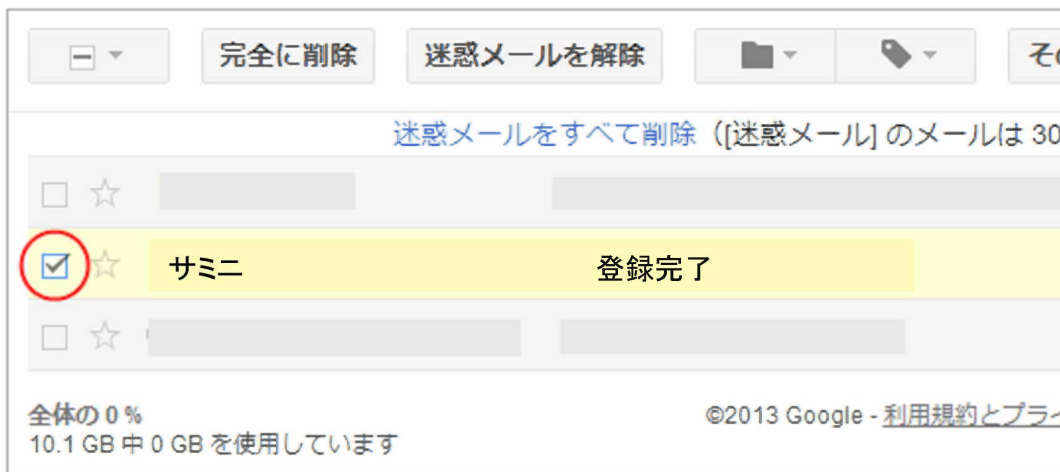 完全に削除 迷惑メールを解除
迷惑メールをすべて削除 ([迷惑メール] のメールは 30
サミニ 登録完了
全体の 0 %
10.1 GB 中 0 GB を使用しています
©2013 Google - 利用規約とプライ